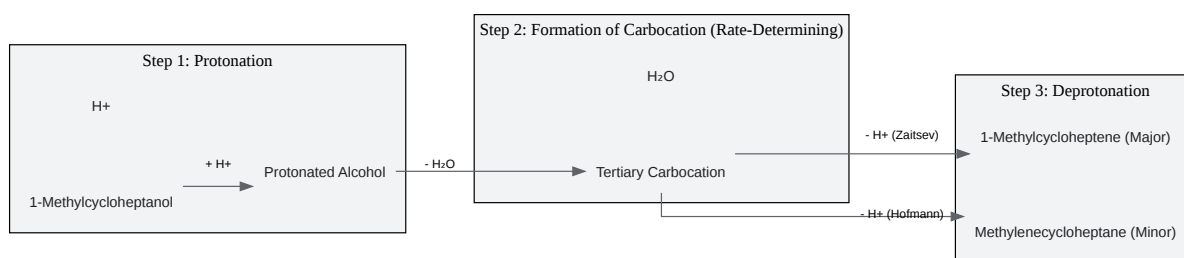 Step 1: Protonation
H+
+ H+
Protonated Alcohol
1-Methylcycloheptanol
- H₂O
Step 2: Formation of Carbocation (Rate-Determining)
H₂O
Tertiary Carbocation
- H+ (Zaitsev)
- H+ (Hofmann)
Step 3: Deprotonation
1-Methylcycloheptene (Major)
Methylenecycloheptane (Minor)